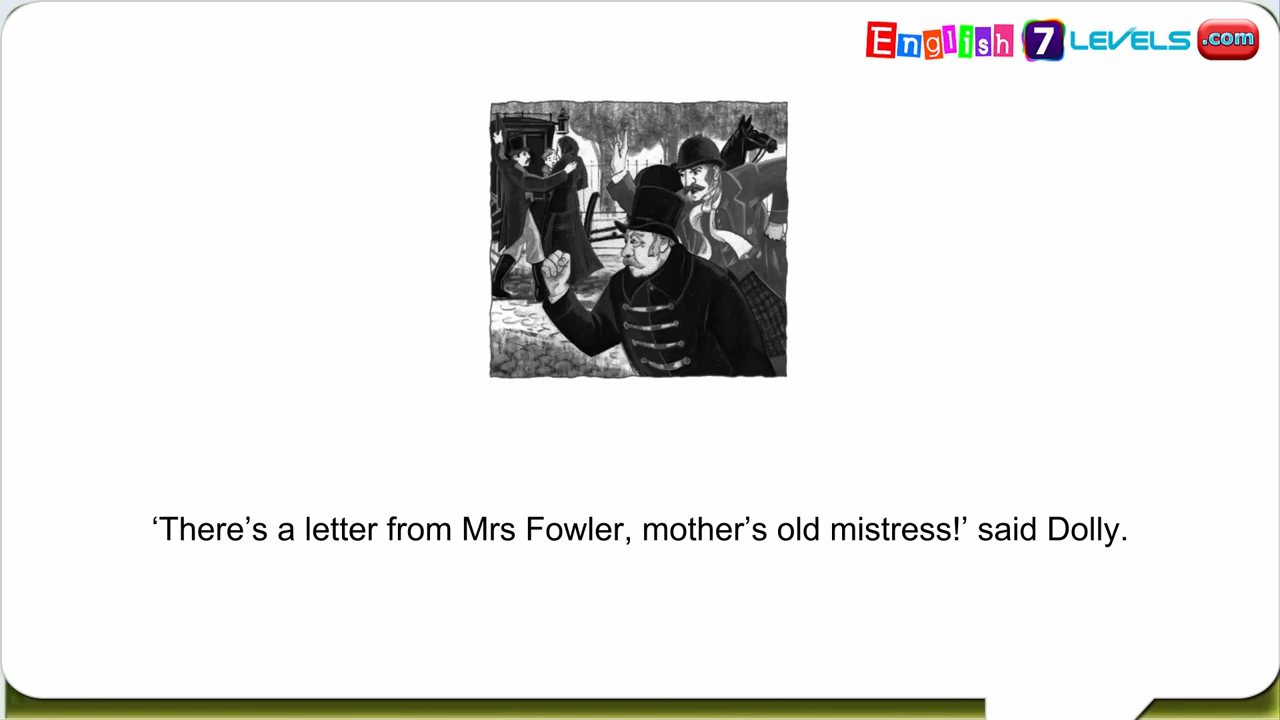 English 7 LEVELS .com
‘There’s a letter from Mrs Fowler, mother’s old mistress!’ said Dolly.